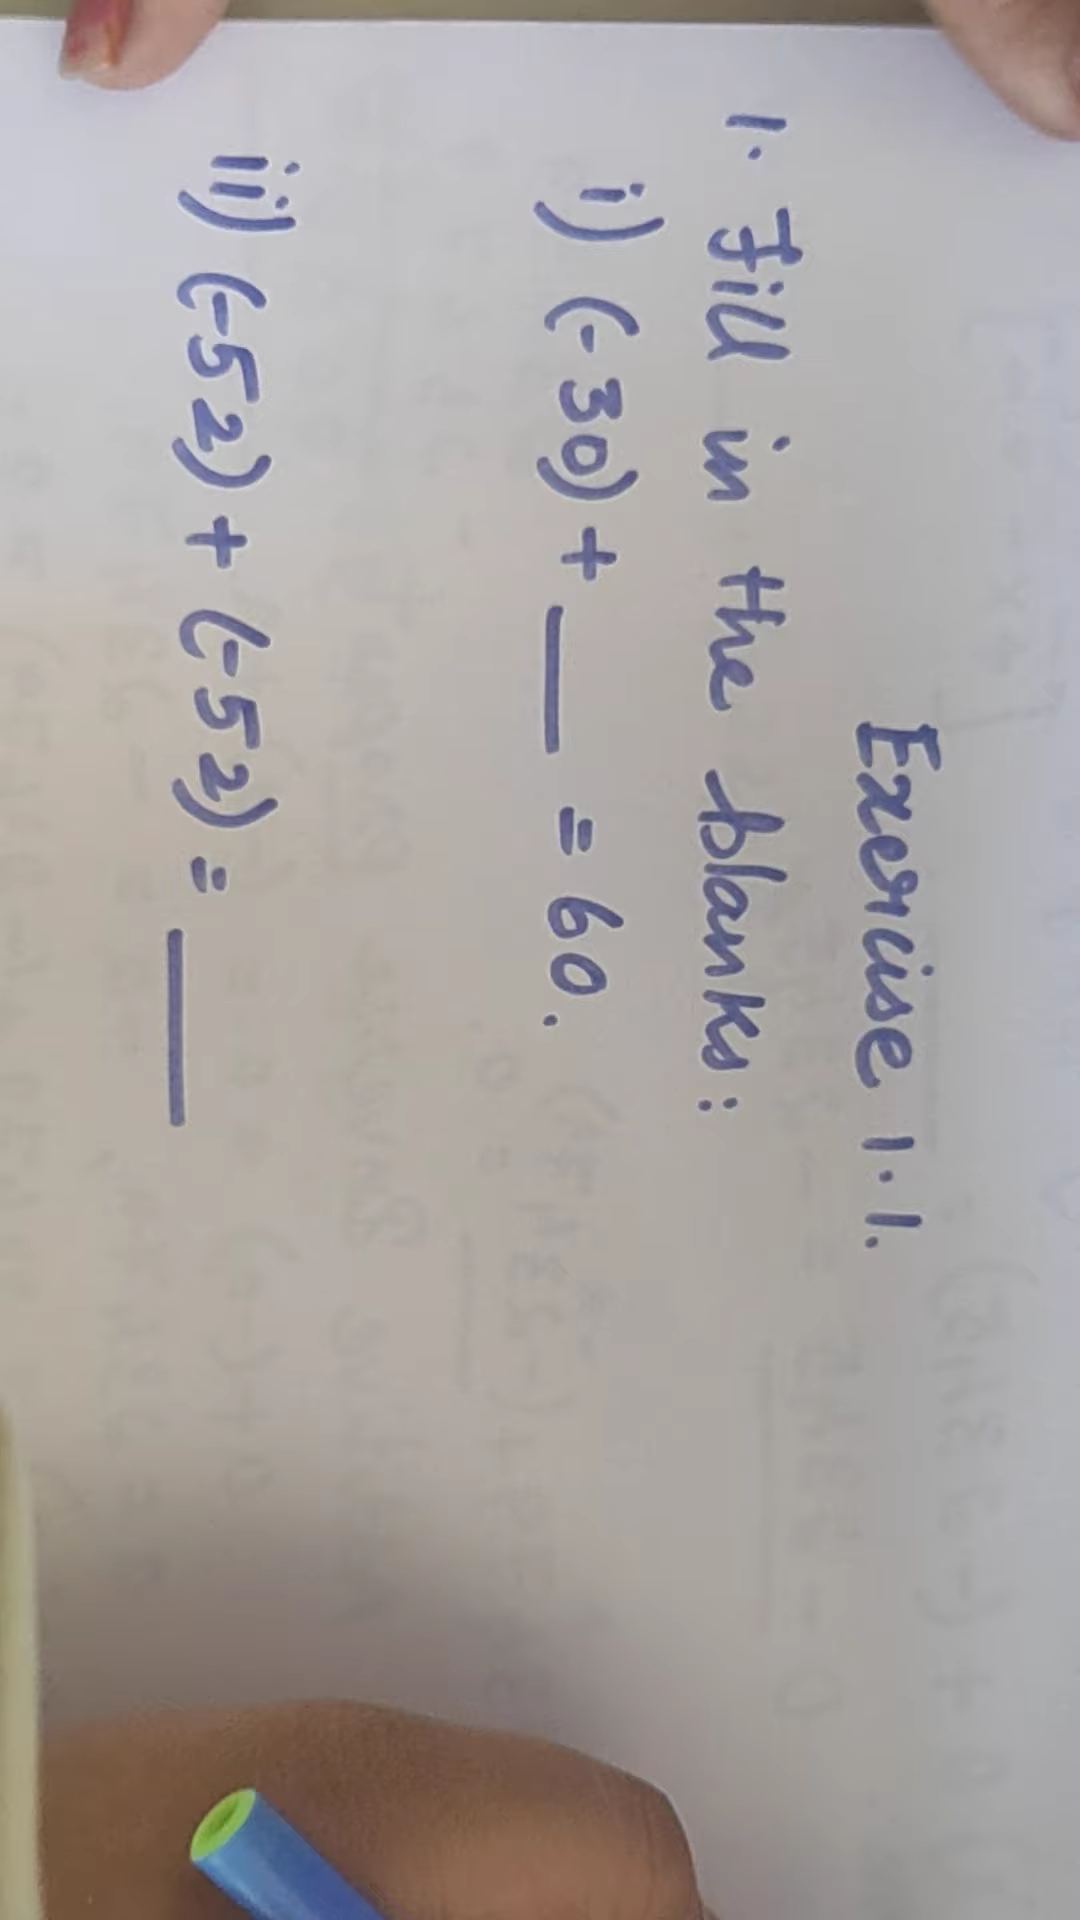 Exercise 1.1.
1. Fill in the blanks:
i) (-30) + ___ = 60.
ii) (-52) + (-52) = ___